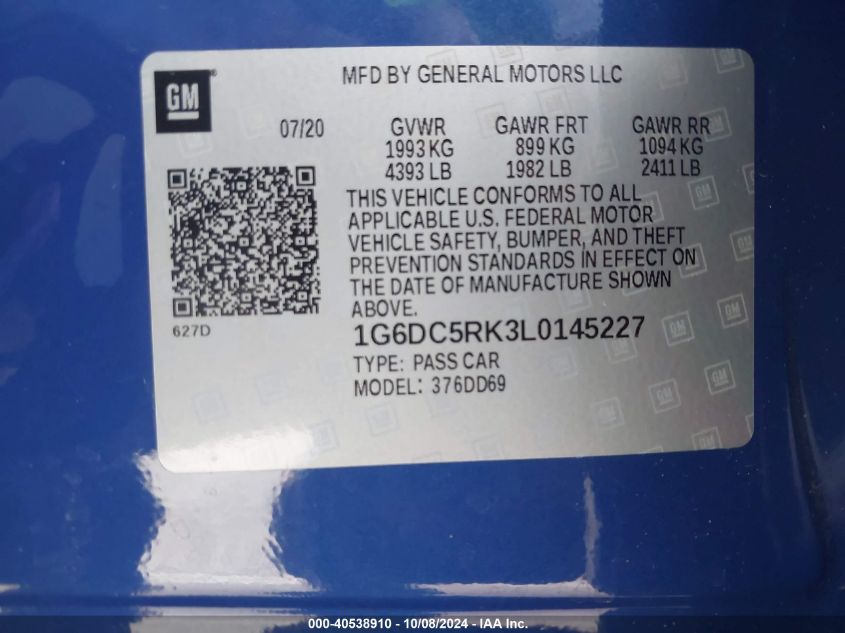 GM
MFD BY GENERAL MOTORS LLC
07/20
GVWR GAWR FRT GAWR RR
1993 KG 899 KG 1094 KG
4393 LB 1982 LB 2411 LB
THIS VEHICLE CONFORMS TO ALL
APPLICABLE U.S. FEDERAL MOTOR
VEHICLE SAFETY, BUMPER, AND THEFT
PREVENTION STANDARDS IN EFFECT ON
THE DATE OF MANUFACTURE SHOWN
ABOVE.
627D
1G6DC5RK3L0145227
TYPE: PASS CAR
MODEL: 376DD69
000-40538910 - 10/08/2024 - IAA Inc.